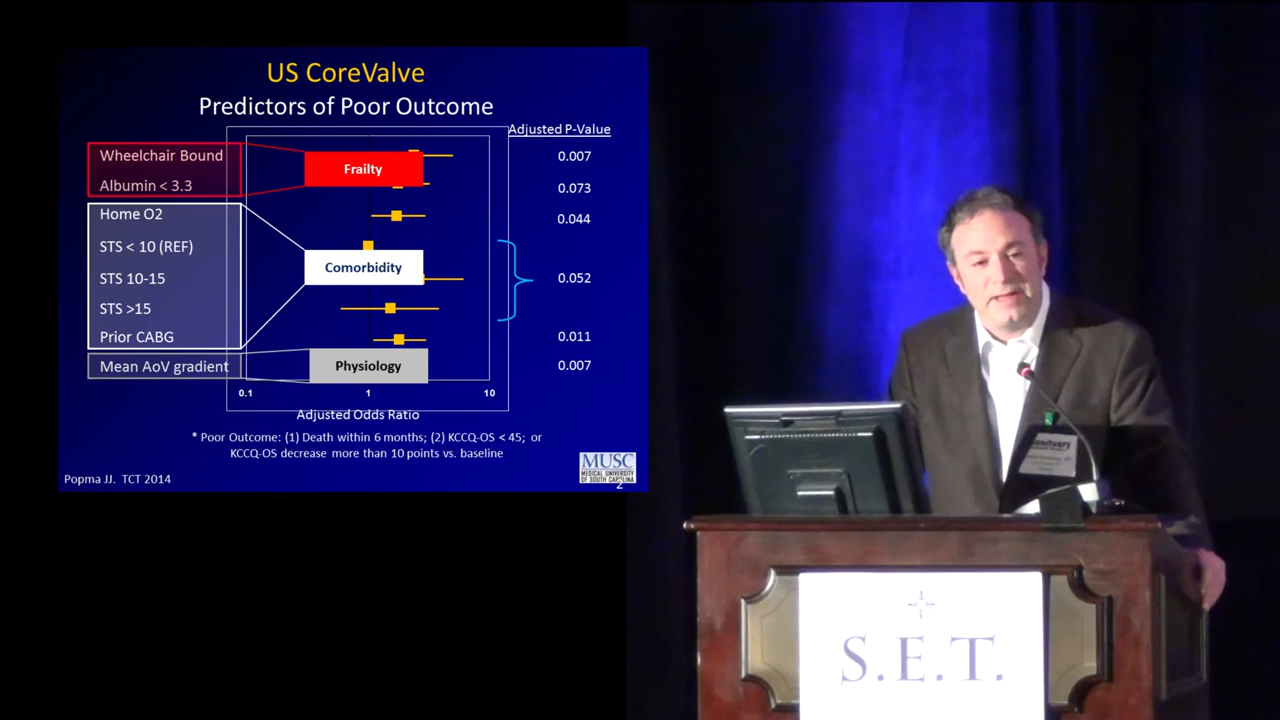 US CoreValve
Predictors of Poor Outcome
Adjusted P-Value
Wheelchair Bound
Frailty
0.007
Albumin < 3.3
0.073
Home O2
0.044
STS < 10 (REF)
Comorbidity
STS 10-15
0.052
STS >15
Prior CABG
0.011
Mean AoV gradient
Physiology
0.007
0.1
1
10
Adjusted Odds Ratio
* Poor Outcome: (1) Death within 6 months; (2) KCCQ-OS < 45; or
KCCQ-OS decrease more than 10 points vs. baseline
Popma JJ. TCT 2014
MUSC
MEDICAL UNIVERSITY
OF SOUTH CAROLINA
2
S.E.T.